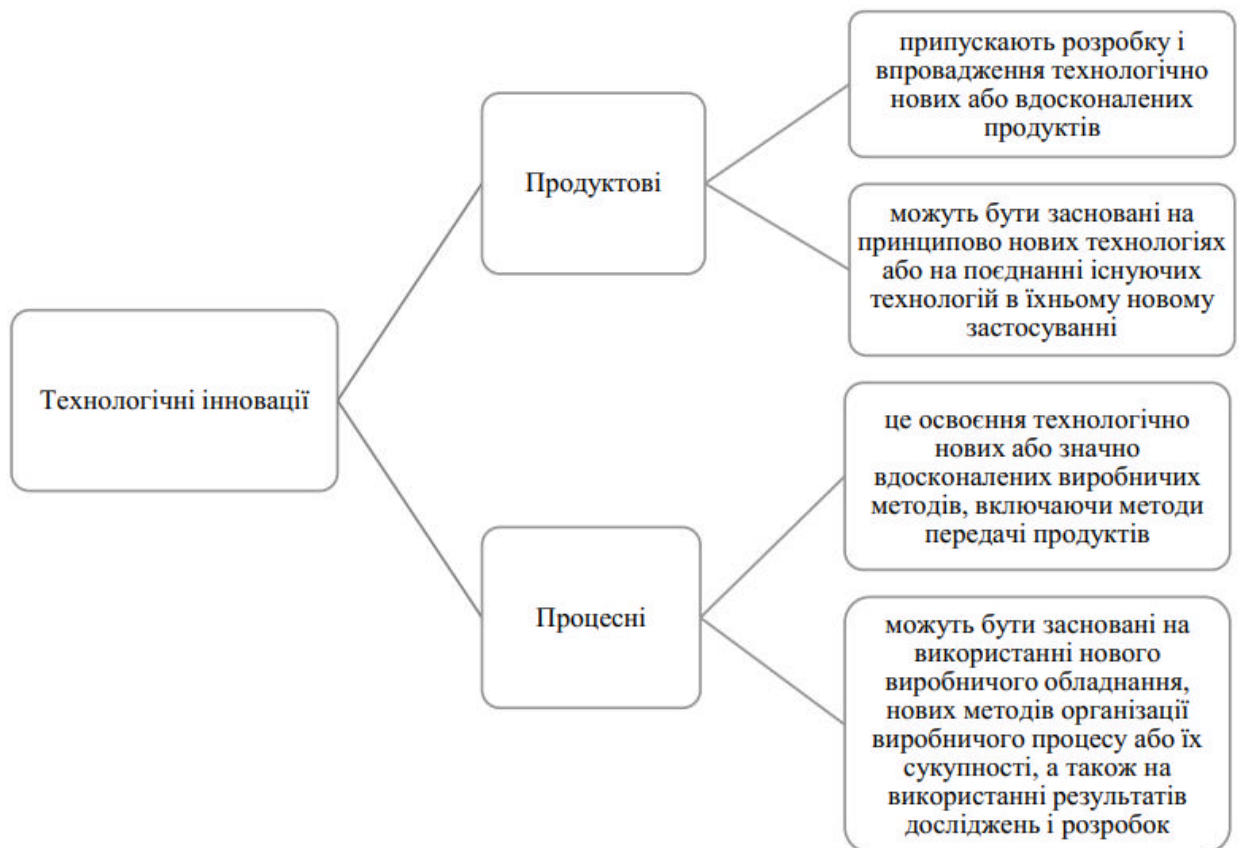 Технологічні інновації
Продуктові
припускають розробку і
впровадження технологічно
нових або вдосконалених
продуктів
можуть бути засновані на
принципово нових технологіях
або на поєднанні існуючих
технологій в їхньому новому
застосуванні
Процесні
це освоєння технологічно
нових або значно
вдосконалених виробничих
методів, включаючи методи
передачі продуктів
можуть бути засновані на
використанні нового
виробничого обладнання,
нових методів організації
виробничого процесу або їх
сукупності, а також на
використанні результатів
досліджень і розробок